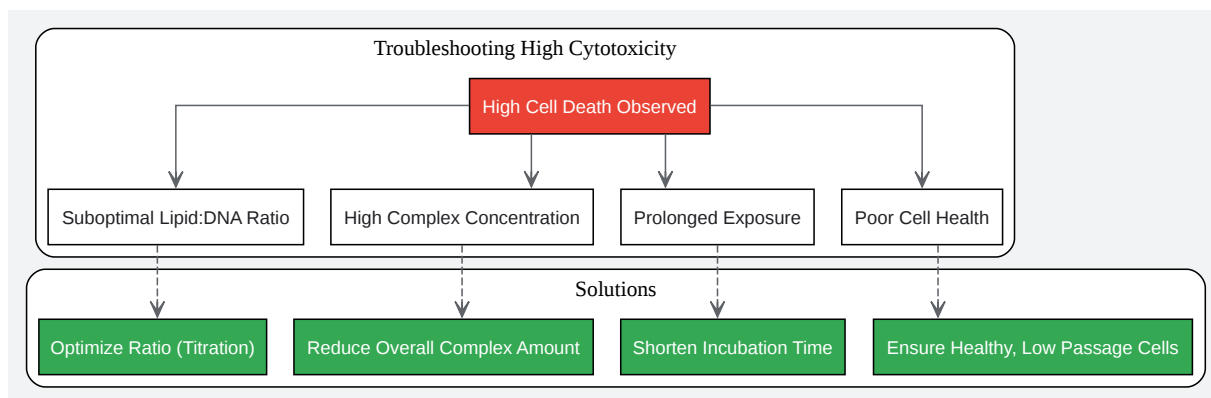 Troubleshooting High Cytotoxicity
High Cell Death Observed
Suboptimal Lipid:DNA Ratio
High Complex Concentration
Prolonged Exposure
Poor Cell Health
Solutions
Optimize Ratio (Titration)
Reduce Overall Complex Amount
Shorten Incubation Time
Ensure Healthy, Low Passage Cells